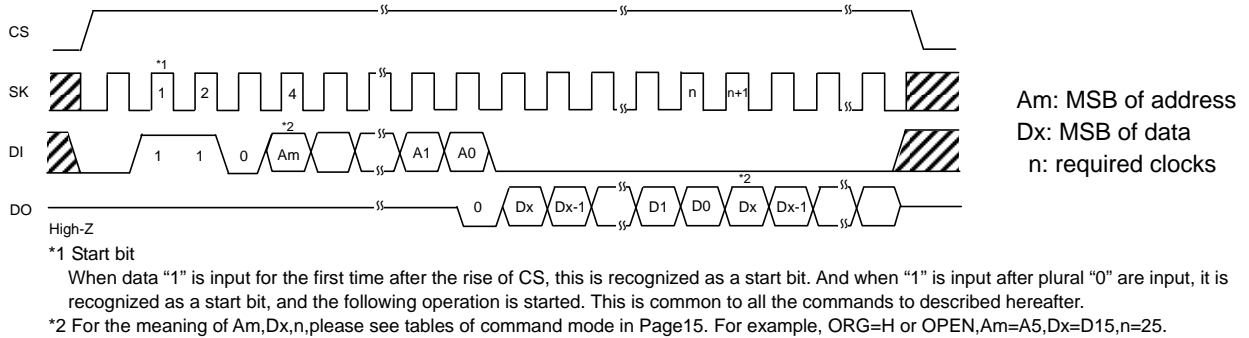 CS
*1
SK
1 2 4 n n+1
Am: MSB of address
Dx: MSB of data
n: required clocks
*2
DI
1 1 0 Am A1 A0
*2
DO
0 Dx Dx-1 D1 D0 Dx Dx-1
High-Z
*1 Start bit
When data “1” is input for the first time after the rise of CS, this is recognized as a start bit. And when “1” is input after plural “0” are input, it is
recognized as a start bit, and the following operation is started. This is common to all the commands to described hereafter.
*2 For the meaning of Am,Dx,n,please see tables of command mode in Page15. For example, ORG=H or OPEN,Am=A5,Dx=D15,n=25.